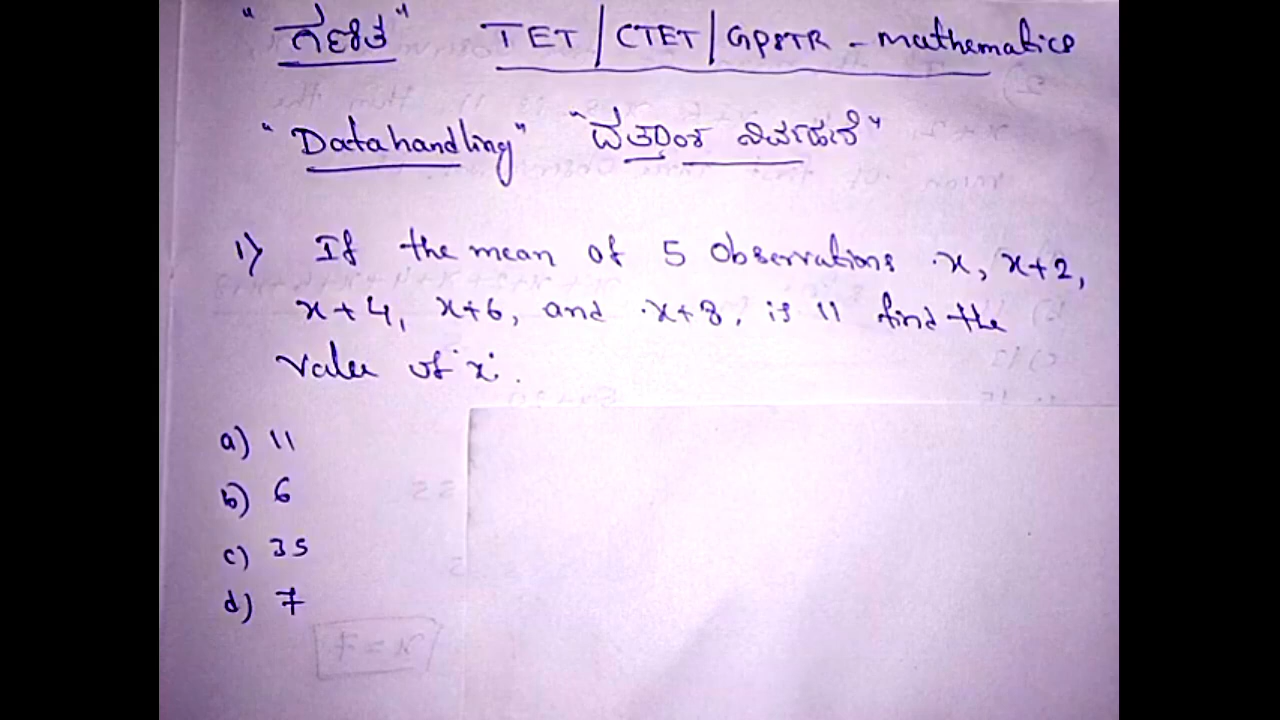 "ಗಣಿತ" TET/CTET/GPSTR - mathematics
"Datahandling" "ದತ್ತಾಂಶ ನಿರ್ವಹಣೆ"
1) If the mean of 5 Observations x, x+2,
x+4, x+6, and x+8, is 11 find the
Value of 'x'.
a) 11
b) 6
c) 35
d) 7